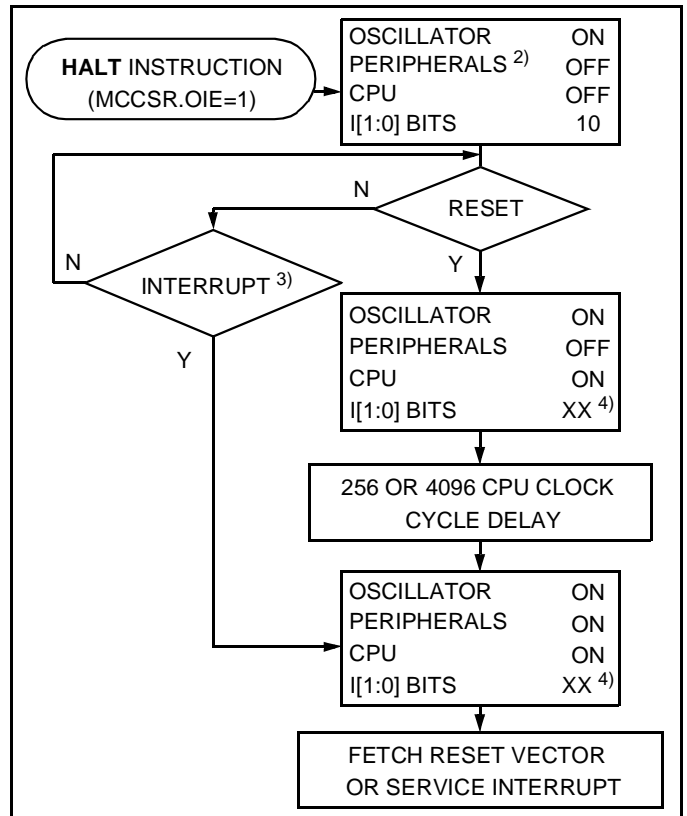 HALT INSTRUCTION
(MCCSR.OIE=1)
OSCILLATOR ON
PERIPHERALS 2) OFF
CPU OFF
I[1:0] BITS 10
RESET
N
Y
INTERRUPT 3)
N
Y
OSCILLATOR ON
PERIPHERALS OFF
CPU ON
I[1:0] BITS XX 4)
256 OR 4096 CPU CLOCK
CYCLE DELAY
OSCILLATOR ON
PERIPHERALS ON
CPU ON
I[1:0] BITS XX 4)
FETCH RESET VECTOR
OR SERVICE INTERRUPT